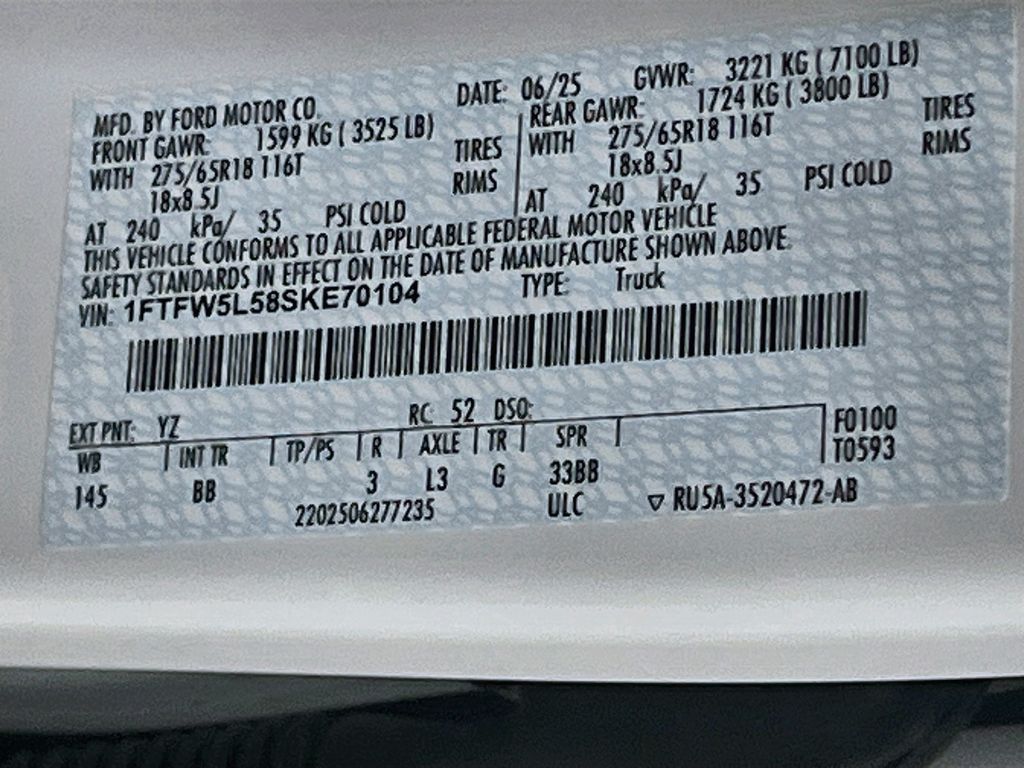 MFD. BY FORD MOTOR CO. DATE: 06/25 GVWR: 3221 KG ( 7100 LB)
FRONT GAWR: 1599 KG ( 3525 LB) REAR GAWR: 1724 KG ( 3800 LB)
WITH 275/65R18 116T TIRES WITH 275/65R18 116T TIRES
18x8.5J RIMS 18x8.5J RIMS
AT 240 kPa/ 35 PSI COLD AT 240 kPa/ 35 PSI COLD
THIS VEHICLE CONFORMS TO ALL APPLICABLE FEDERAL MOTOR VEHICLE
SAFETY STANDARDS IN EFFECT ON THE DATE OF MANUFACTURE SHOWN ABOVE.
VIN: 1FTFW5L58SKE70104 TYPE: Truck
EXT PNT: YZ RC: 52 DSO:
WB INT TR TP/PS R AXLE TR SPR F0100
145 BB 3 L3 G 33BB T0593
2202506277235 ULC ▽ RU5A-3520472-AB